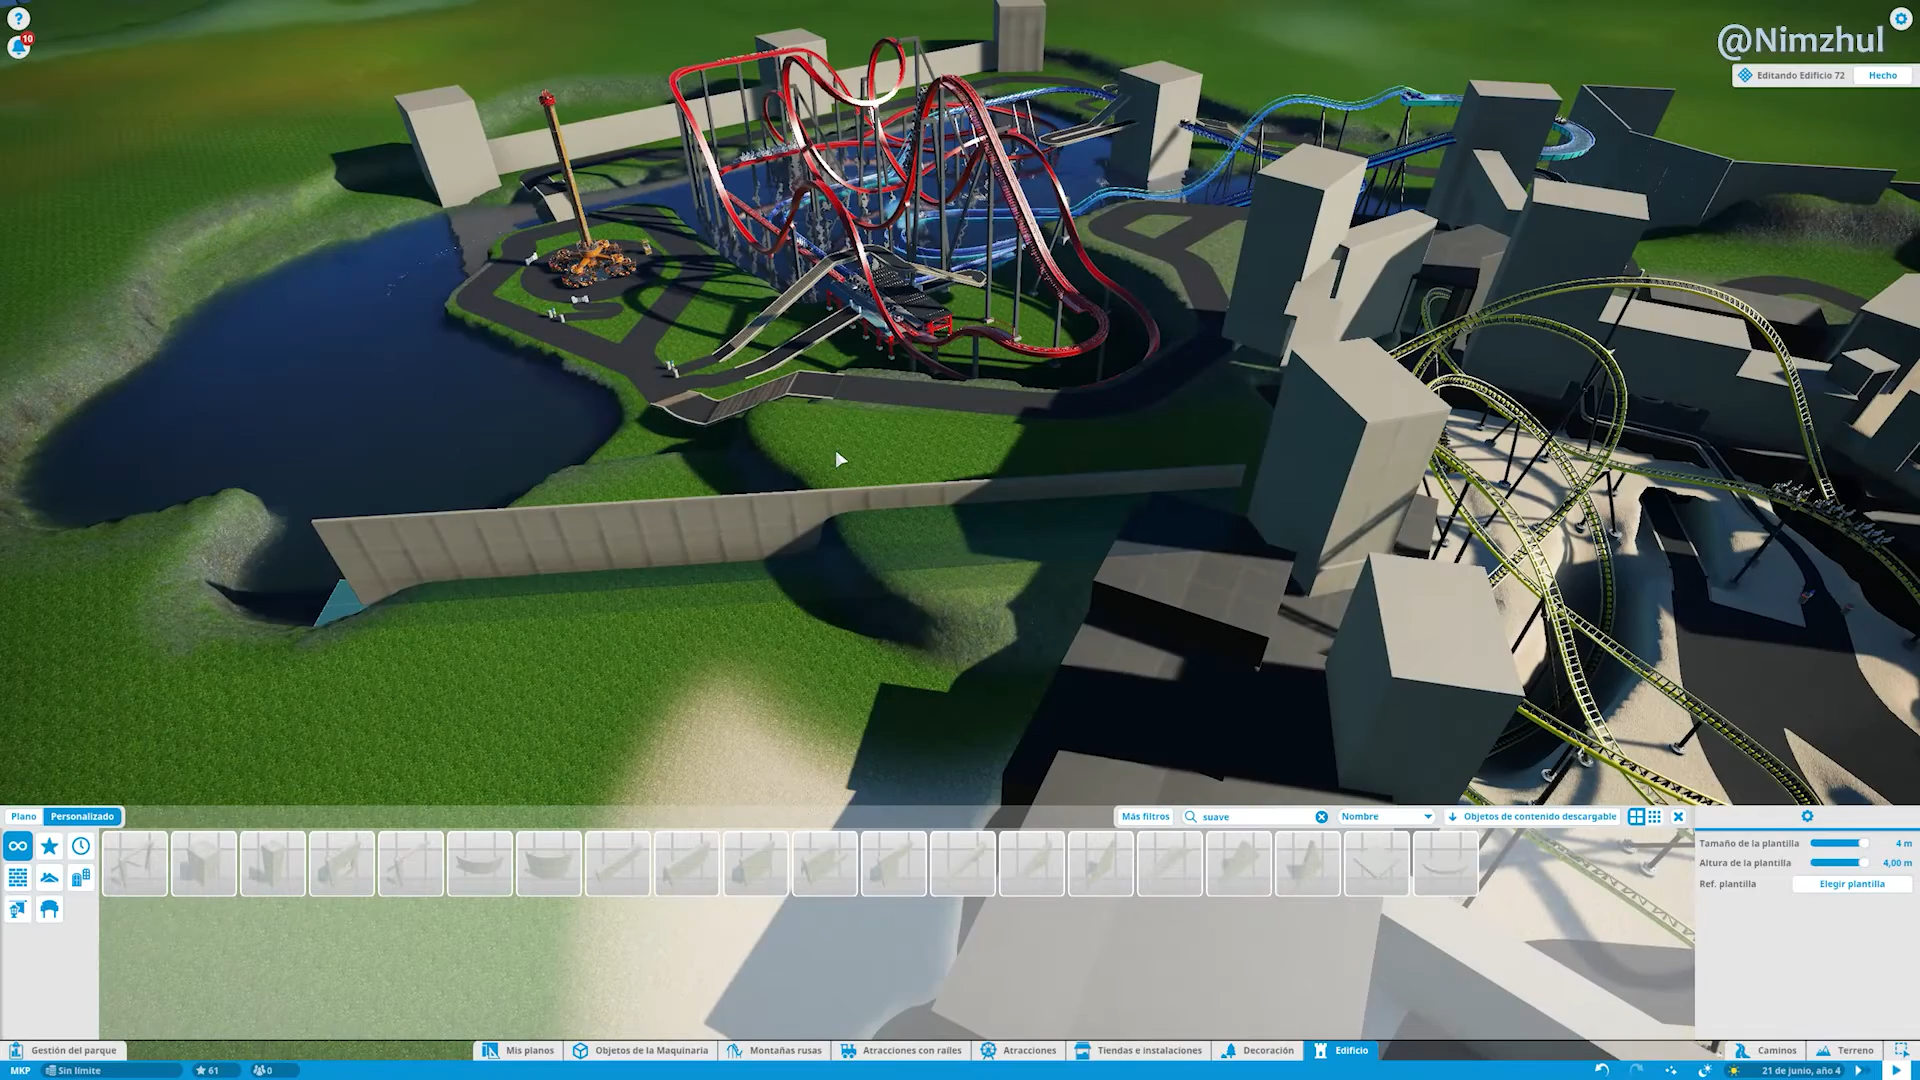 ?
10
@Nimzhul
Editando Edificio 72
Hecho
Plano
Personalizado
Más filtros
suave
Nombre
Objetos de contenido descargable
Tamaño de la plantilla
4 m
Altura de la plantilla
4,00 m
Ref. plantilla
Elegir plantilla
Gestión del parque
Mis planos
Objetos de la Maquinaria
Montañas rusas
Atracciones con raíles
Atracciones
Tiendas e instalaciones
Decoración
Edificio
Caminos
Terreno
MKP
Sin límite
61
0
21 de junio, año 4